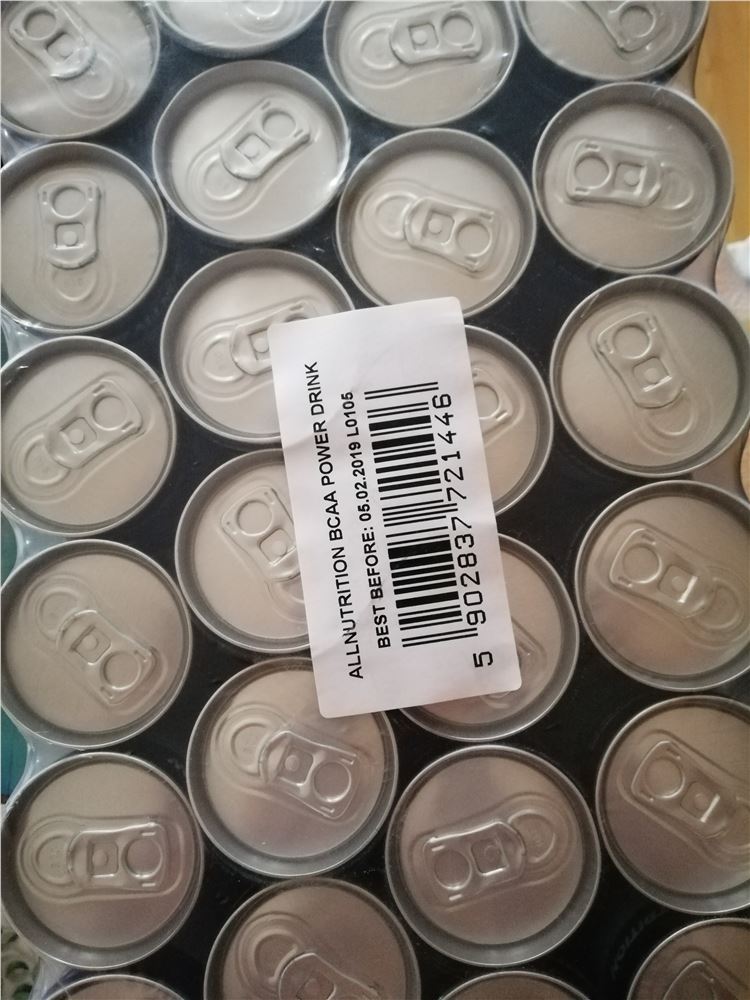 ALLNUTRITION BCAA POWER DRINK
BEST BEFORE: 05.02.2019 L0105
5 902837 721446